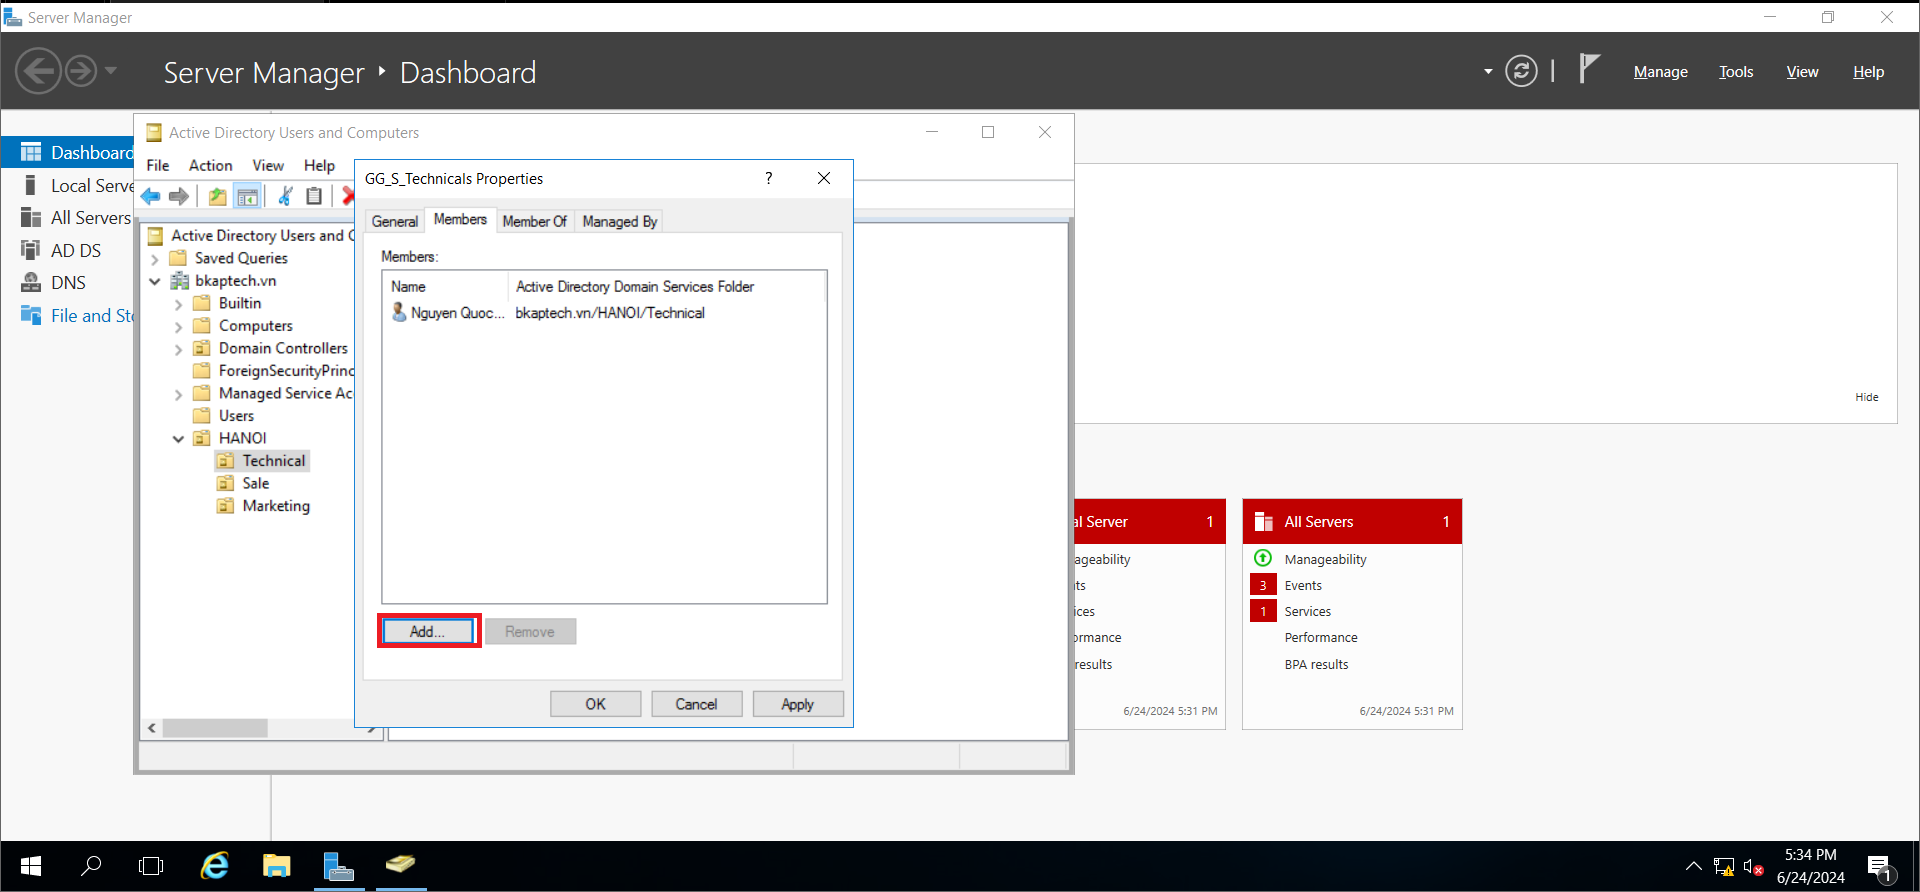 Server Manager
Server Manager Dashboard
Manage Tools View Help
Dashboard
Local Serve
All Servers
AD DS
DNS
File and Sto
Active Directory Users and Computers
File Action View Help
Active Directory Users and C
Saved Queries
bkaptech.vn
Builtin
Computers
Domain Controllers
ForeignSecurityPrinc
Managed Service Ac
Users
HANOI
Technical
Sale
Marketing
GG_S_Technicals Properties
?
General Members Member Of Managed By
Members:
Name Active Directory Domain Services Folder
Nguyen Quoc... bkaptech.vn/HANOI/Technical
Add... Remove
OK Cancel Apply
Hide
al Server 1
ageability
ts
ices
ormance
results
6/24/2024 5:31 PM
All Servers 1
Manageability
3 Events
1 Services
Performance
BPA results
6/24/2024 5:31 PM
5:34 PM
6/24/2024
1